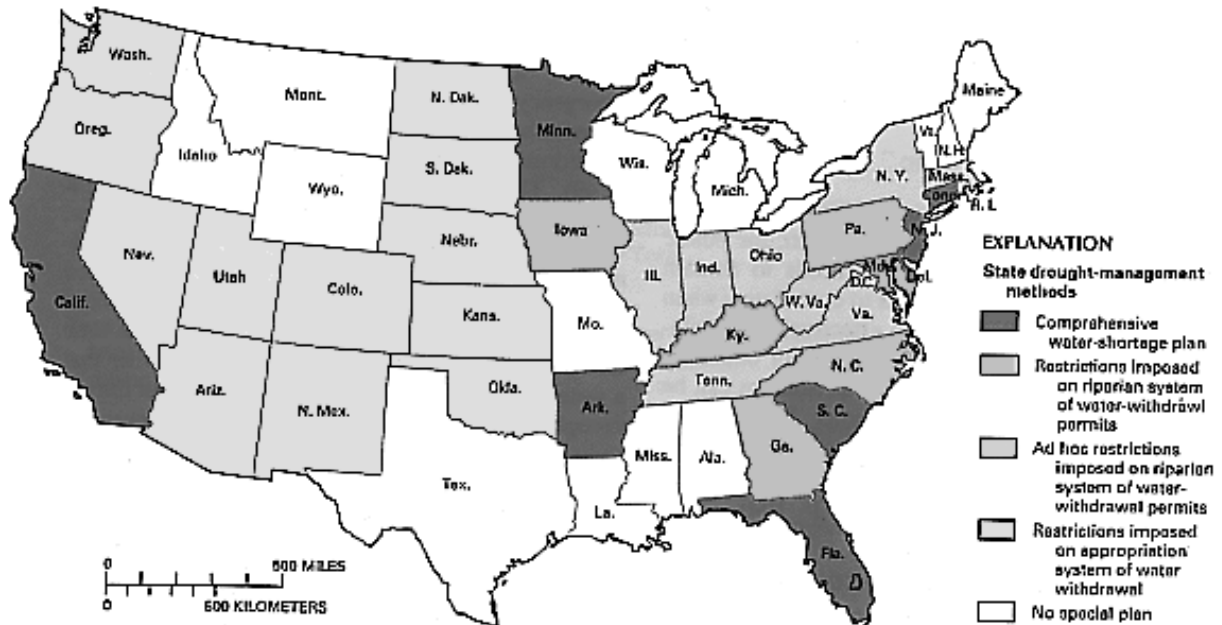 Wash.
Mont.
N. Dak.
Minn.
Maine
Oreg.
Idaho
Vt.
N.H.
Wis.
S. Dak.
Mich.
N.Y.
Mass.
Conn.
R. I.
Wyo.
Iowa
Pa.
N. J.
Nebr.
Nev.
Utah
Ill.
Ind.
Ohio
Md.
Del.
D.C.
Colo.
W. Va.
Va.
Calif.
Kans.
Mo.
Ky.
N. C.
Tenn.
Ariz.
N. Mex.
Okla.
Ark.
S. C.
Miss.
Ala.
Ga.
Tex.
La.
Fla.
0 500 MILES
0 500 KILOMETERS
EXPLANATION
State drought-management
methods
Comprehensive
water-shortage plan
Restrictions imposed
on riparian system
of water-withdrawl
permits
Ad hoc restrictions
imposed on riparian
system of water-
withdrawal permits
Restrictions imposed
on appropriation
system of water
withdrawal
No special plan